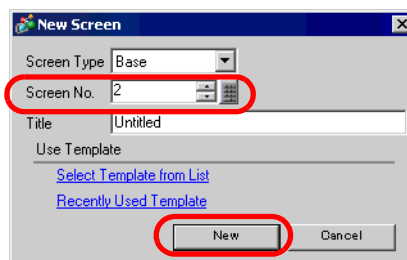 New Screen
Screen Type Base
Screen No. 2
Title Untitled
Use Template
Select Template from List
Recently Used Template
New Cancel